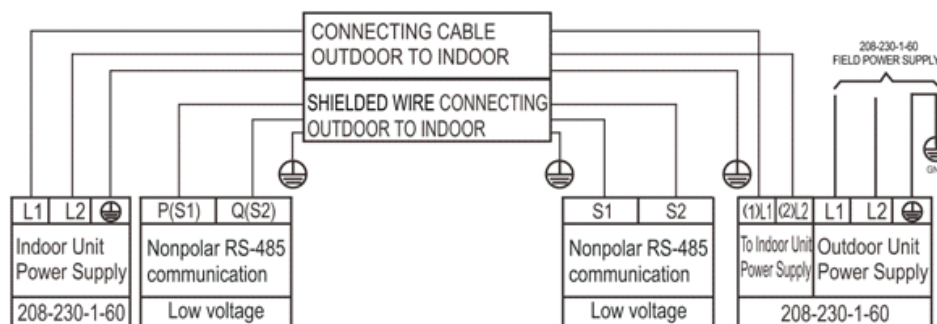 CONNECTING CABLE
OUTDOOR TO INDOOR
SHIELDED WIRE CONNECTING
OUTDOOR TO INDOOR
208-230-1-60
FIELD POWER SUPPLY
L1 L2
Indoor Unit
Power Supply
208-230-1-60
P(S1) Q(S2)
Nonpolar RS-485
communication
Low voltage
S1 S2
Nonpolar RS-485
communication
Low voltage
(1)L1 (2)L2 L1 L2
To Indoor Unit
Power Supply
Outdoor Unit
Power Supply
208-230-1-60